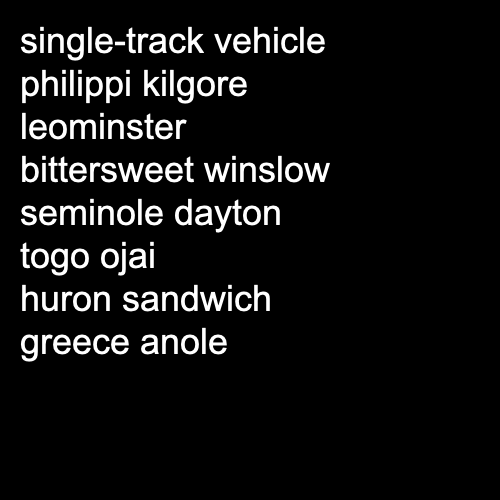 single-track vehicle
philippi kilgore
leominster
bittersweet winslow
seminole dayton
togo ojai
huron sandwich
greece anole